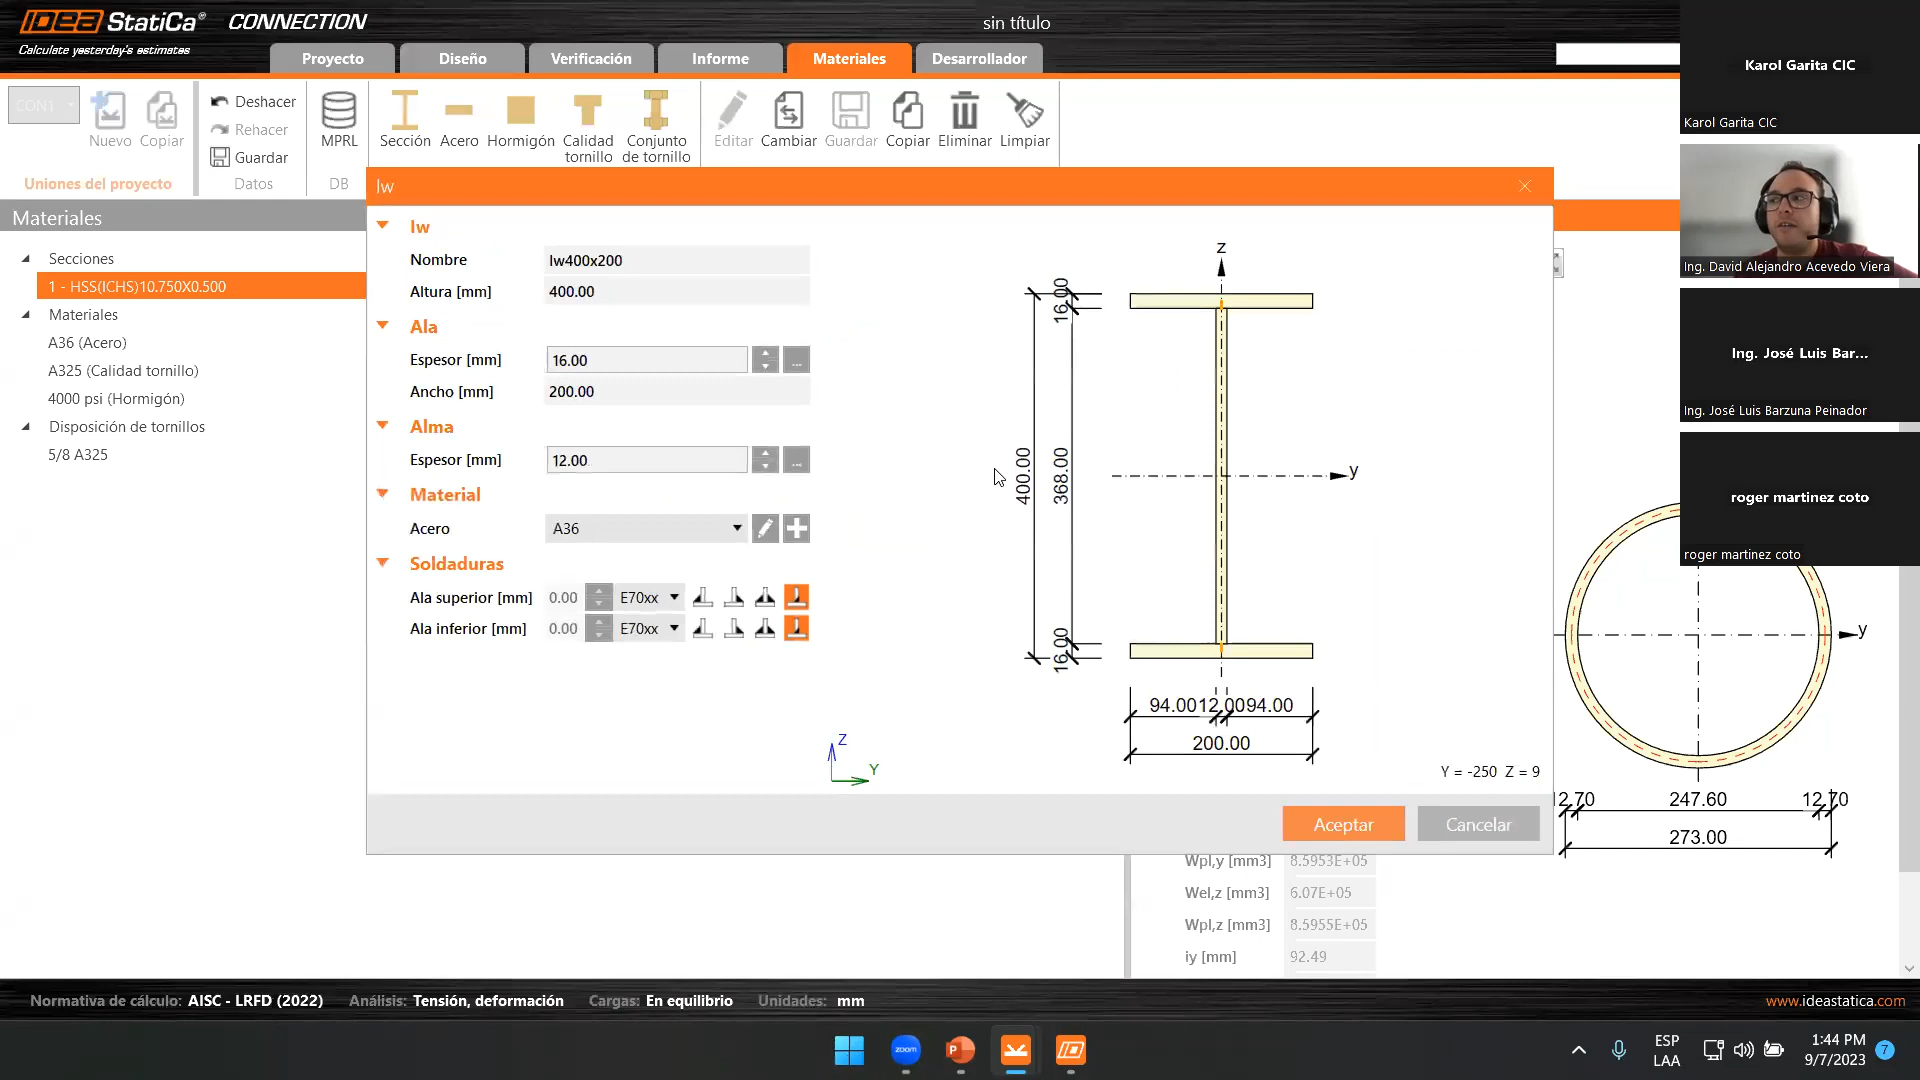 IDEA StatiCa® CONNECTION
Calculate yesterday's estimates
sin título
Proyecto Diseño Verificación Informe Materiales Desarrollador
CON1
Nuevo Copiar
Uniones del proyecto
Deshacer
Rehacer
Guardar
Datos
MPRL
DB
Sección Acero Hormigón Calidad tornillo Conjunto de tornillo
Editar Cambiar Guardar Copiar Eliminar Limpiar
Materiales
Secciones
1 - HSS(ICHS)10.750X0.500
Materiales
A36 (Acero)
A325 (Calidad tornillo)
4000 psi (Hormigón)
Disposición de tornillos
5/8 A325
Iw
Iw
Nombre Iw400x200
Altura [mm] 400.00
Ala
Espesor [mm] 16.00 ...
Ancho [mm] 200.00
Alma
Espesor [mm] 12.00 ...
Material
Acero A36
Soldaduras
Ala superior [mm] 0.00 E70xx
Ala inferior [mm] 0.00 E70xx
z
y
16.00
400.00
368.00
16.00
94.00 12.00 94.00
200.00
Z
Y
Y = -250 Z = 9
Aceptar Cancelar
y
12.70 247.60 12.70
273.00
Wpl,y [mm3] 8.5953E+05
Wel,z [mm3] 6.07E+05
Wpl,z [mm3] 8.5955E+05
iy [mm] 92.49
Karol Garita CIC
Karol Garita CIC
Ing. David Alejandro Acevedo Viera
Ing. José Luis Bar...
Ing. José Luis Barzuna Peinador
roger martinez coto
roger martinez coto
Normativa de cálculo: AISC - LRFD (2022) Análisis: Tensión, deformación Cargas: En equilibrio Unidades: mm
www.ideastatica.com
zoom
P
ESP
LAA
1:44 PM
9/7/2023
7